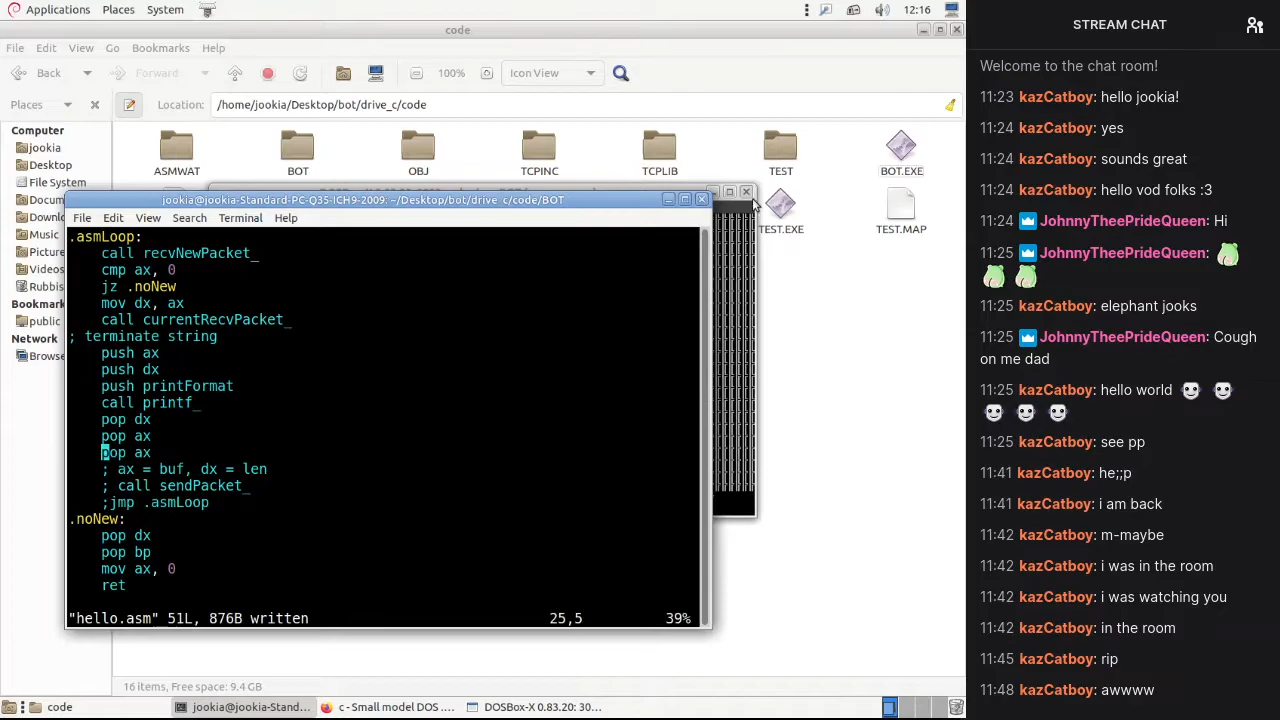 Applications Places System 12:16
code
File Edit View Go Bookmarks Help
Back Forward 100% Icon View
Places Location: /home/jookia/Desktop/bot/drive_c/code
Computer
jookia
Desktop
File System
Docum
Downl
Music
Picture
Videos
Rubbis
Bookmark
public
Network
Browse
ASMWAT BOT OBJ TCPINC TCPLIB TEST BOT.EXE
TEST.EXE TEST.MAP
jookia@jookia-Standard-PC-Q35-ICH9-2009: ~/Desktop/bot/drive_c/code/BOT
File Edit View Search Terminal Help
.asmLoop:
call recvNewPacket_
cmp ax, 0
jz .noNew
mov dx, ax
call currentRecvPacket_
; terminate string
push ax
push dx
push printFormat
call printf_
pop dx
pop ax
pop ax
; ax = buf, dx = len
; call sendPacket_
;jmp .asmLoop
.noNew:
pop dx
pop bp
mov ax, 0
ret
"hello.asm" 51L, 876B written 25,5 39%
16 items, Free space: 9.4 GB
code jookia@jookia-Stand... c - Small model DOS .... DOSBox-X 0.83.20: 30...
STREAM CHAT
Welcome to the chat room!
11:23 kazCatboy: hello jookia!
11:24 kazCatboy: yes
11:24 kazCatboy: sounds great
11:24 kazCatboy: hello vod folks :3
11:24 JohnnyTheePrideQueen: Hi
11:25 JohnnyTheePrideQueen:
11:25 kazCatboy: elephant jooks
11:25 JohnnyTheePrideQueen: Cough
on me dad
11:25 kazCatboy: hello world
11:25 kazCatboy: see pp
11:41 kazCatboy: he;;p
11:41 kazCatboy: i am back
11:42 kazCatboy: m-maybe
11:42 kazCatboy: i was in the room
11:42 kazCatboy: i was watching you
11:42 kazCatboy: in the room
11:45 kazCatboy: rip
11:48 kazCatboy: awwww